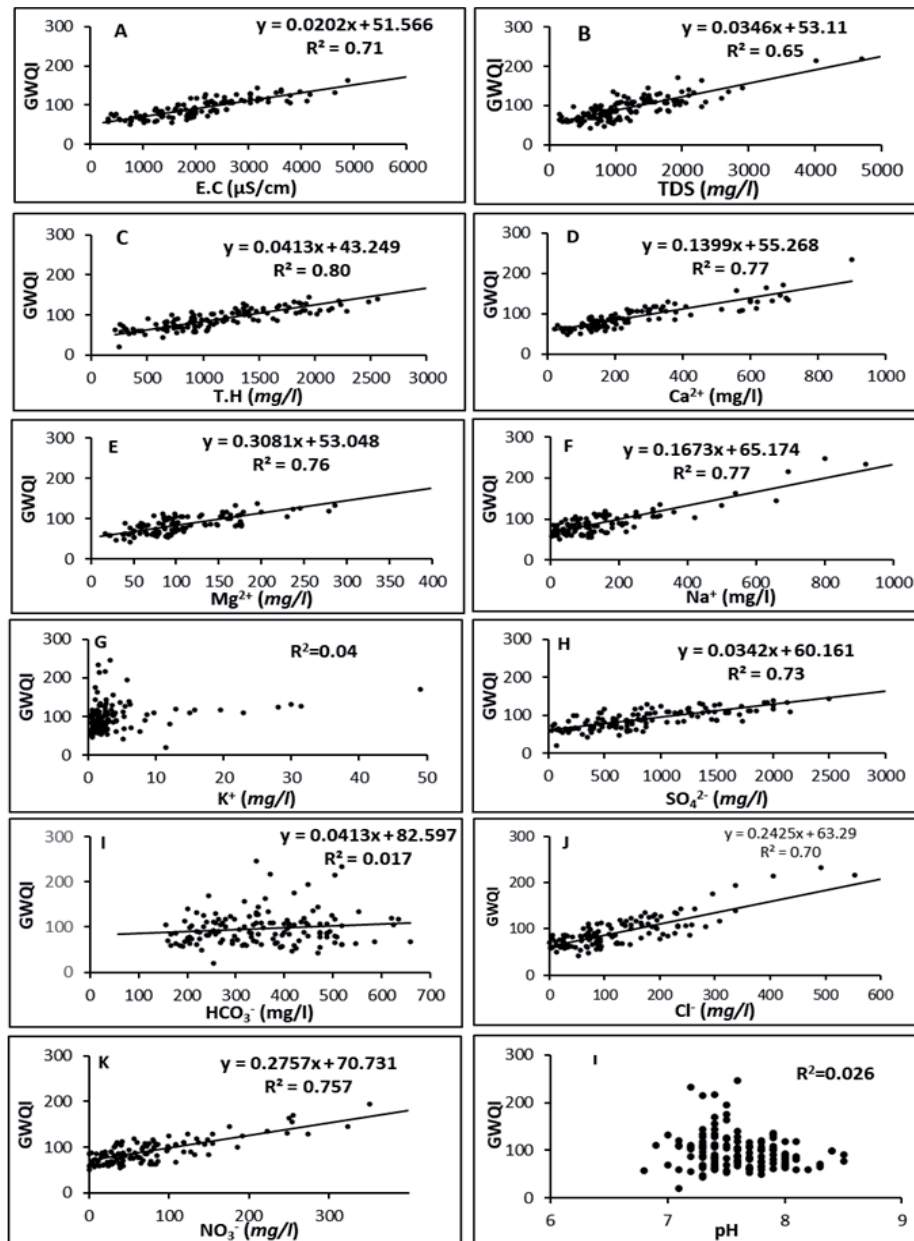 A
y = 0.0202x + 51.566
R² = 0.71
GWQI
300
200
100
0
0 1000 2000 3000 4000 5000 6000
E.C (µS/cm)
B
y = 0.0346x + 53.11
R² = 0.65
GWQI
300
200
100
0
0 1000 2000 3000 4000 5000
TDS (mg/l)
C
y = 0.0413x + 43.249
R² = 0.80
GWQI
300
200
100
0
0 500 1000 1500 2000 2500 3000
T.H (mg/l)
D
y = 0.1399x + 55.268
R² = 0.77
GWQI
300
200
100
0
0 200 400 600 800 1000
Ca²⁺ (mg/l)
E
y = 0.3081x + 53.048
R² = 0.76
GWQI
300
200
100
0
0 50 100 150 200 250 300 350 400
Mg²⁺ (mg/l)
F
y = 0.1673x + 65.174
R² = 0.77
GWQI
300
200
100
0
0 200 400 600 800 1000
Na⁺ (mg/l)
G
R²=0.04
GWQI
300
200
100
0
0 10 20 30 40 50
K⁺ (mg/l)
H
y = 0.0342x + 60.161
R² = 0.73
GWQI
300
200
100
0
0 500 1000 1500 2000 2500 3000
SO₄²⁻ (mg/l)
I
y = 0.0413x + 82.597
R² = 0.017
GWQI
300
200
100
0
0 100 200 300 400 500 600 700
HCO₃⁻ (mg/l)
J
y = 0.2425x + 63.29
R² = 0.70
GWQI
300
200
100
0
0 100 200 300 400 500 600
Cl⁻ (mg/l)
K
y = 0.2757x + 70.731
R² = 0.757
GWQI
300
200
100
0
0 100 200 300
NO₃⁻ (mg/l)
R²=0.026
GWQI
300
200
100
0
6 7 8 9
pH